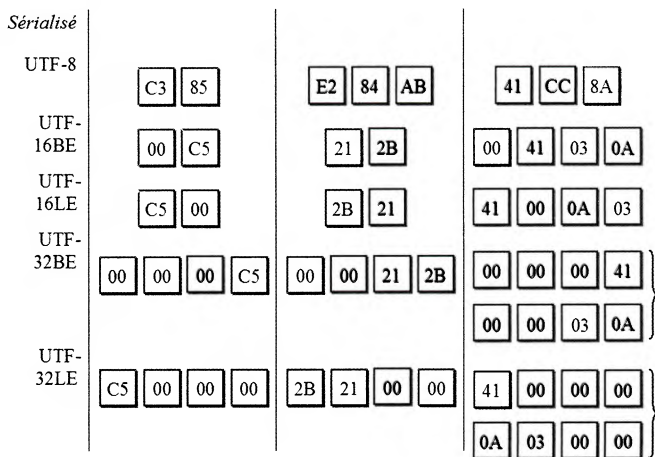 Sérialisé
UTF-8 C3 85 E2 84 AB 41 CC 8A
UTF-
16BE 00 C5 21 2B 00 41 03 0A
UTF-
16LE C5 00 2B 21 41 00 0A 03
UTF-
32BE 00 00 00 C5 00 00 21 2B 00 00 00 41
00 00 03 0A
UTF-
32LE C5 00 00 00 2B 21 00 00 41 00 00 00
0A 03 00 00